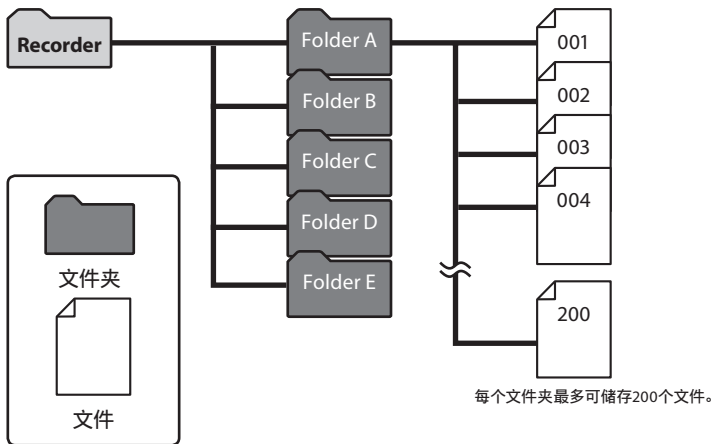 Recorder
Folder A
Folder B
Folder C
Folder D
Folder E
001
002
003
004
200
每个文件夹最多可储存200个文件。
文件夹
文件